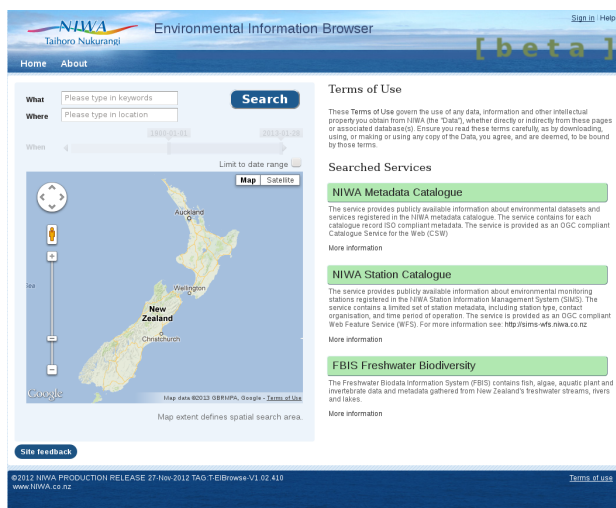 NIWA
Taihoro Nukurangi
Environmental Information Browser
Sign in | Help
[beta]
Home About
What Please type in keywords
Search
Where Please type in location
1900-01-01 2013-01-28
When
Limit to date range
Map Satellite
Auckland
Wellington
New
Zealand
Christchurch
Google
Map data ©2013 GBRMPA, Google - Terms of Use
Map extent defines spatial search area.
Terms of Use
These Terms of Use govern the use of any data, information and other intellectual
property you obtain from NIWA (the "Data"), whether directly or indirectly from these pages
or associated database(s). Ensure you read these terms carefully, as by downloading,
using, or making or using any copy of the Data, you agree, and are deemed, to be bound
by those terms.
Searched Services
NIWA Metadata Catalogue
The service provides publicly available information about environmental datasets and
services registered in the NIWA metadata catalogue. The service contains for each
catalogue record ISO compliant metadata. The service is provided as an OGC compliant
Catalogue Service for the Web (CSW)
More information
NIWA Station Catalogue
The service provides publicly available information about environmental monitoring
stations registered in the NIWA Station Information Management System (SIMS). The
service contains a limited set of station metadata, including station type, contact
organisation, and time period of operation. The service is provided as an OGC compliant
Web Feature Service (WFS). For more information see: http://sims-wfs.niwa.co.nz
More information
FBIS Freshwater Biodiversity
The Freshwater Biodata Information System (FBIS) contains fish, algae, aquatic plant and
invertebrate data and metadata gathered from New Zealand's freshwater streams, rivers
and lakes.
More information
Site feedback
©2012 NIWA PRODUCTION RELEASE 27-Nov-2012 TAG:T-EIBrowse-V1.02.410
www.NIWA.co.nz
Terms of use